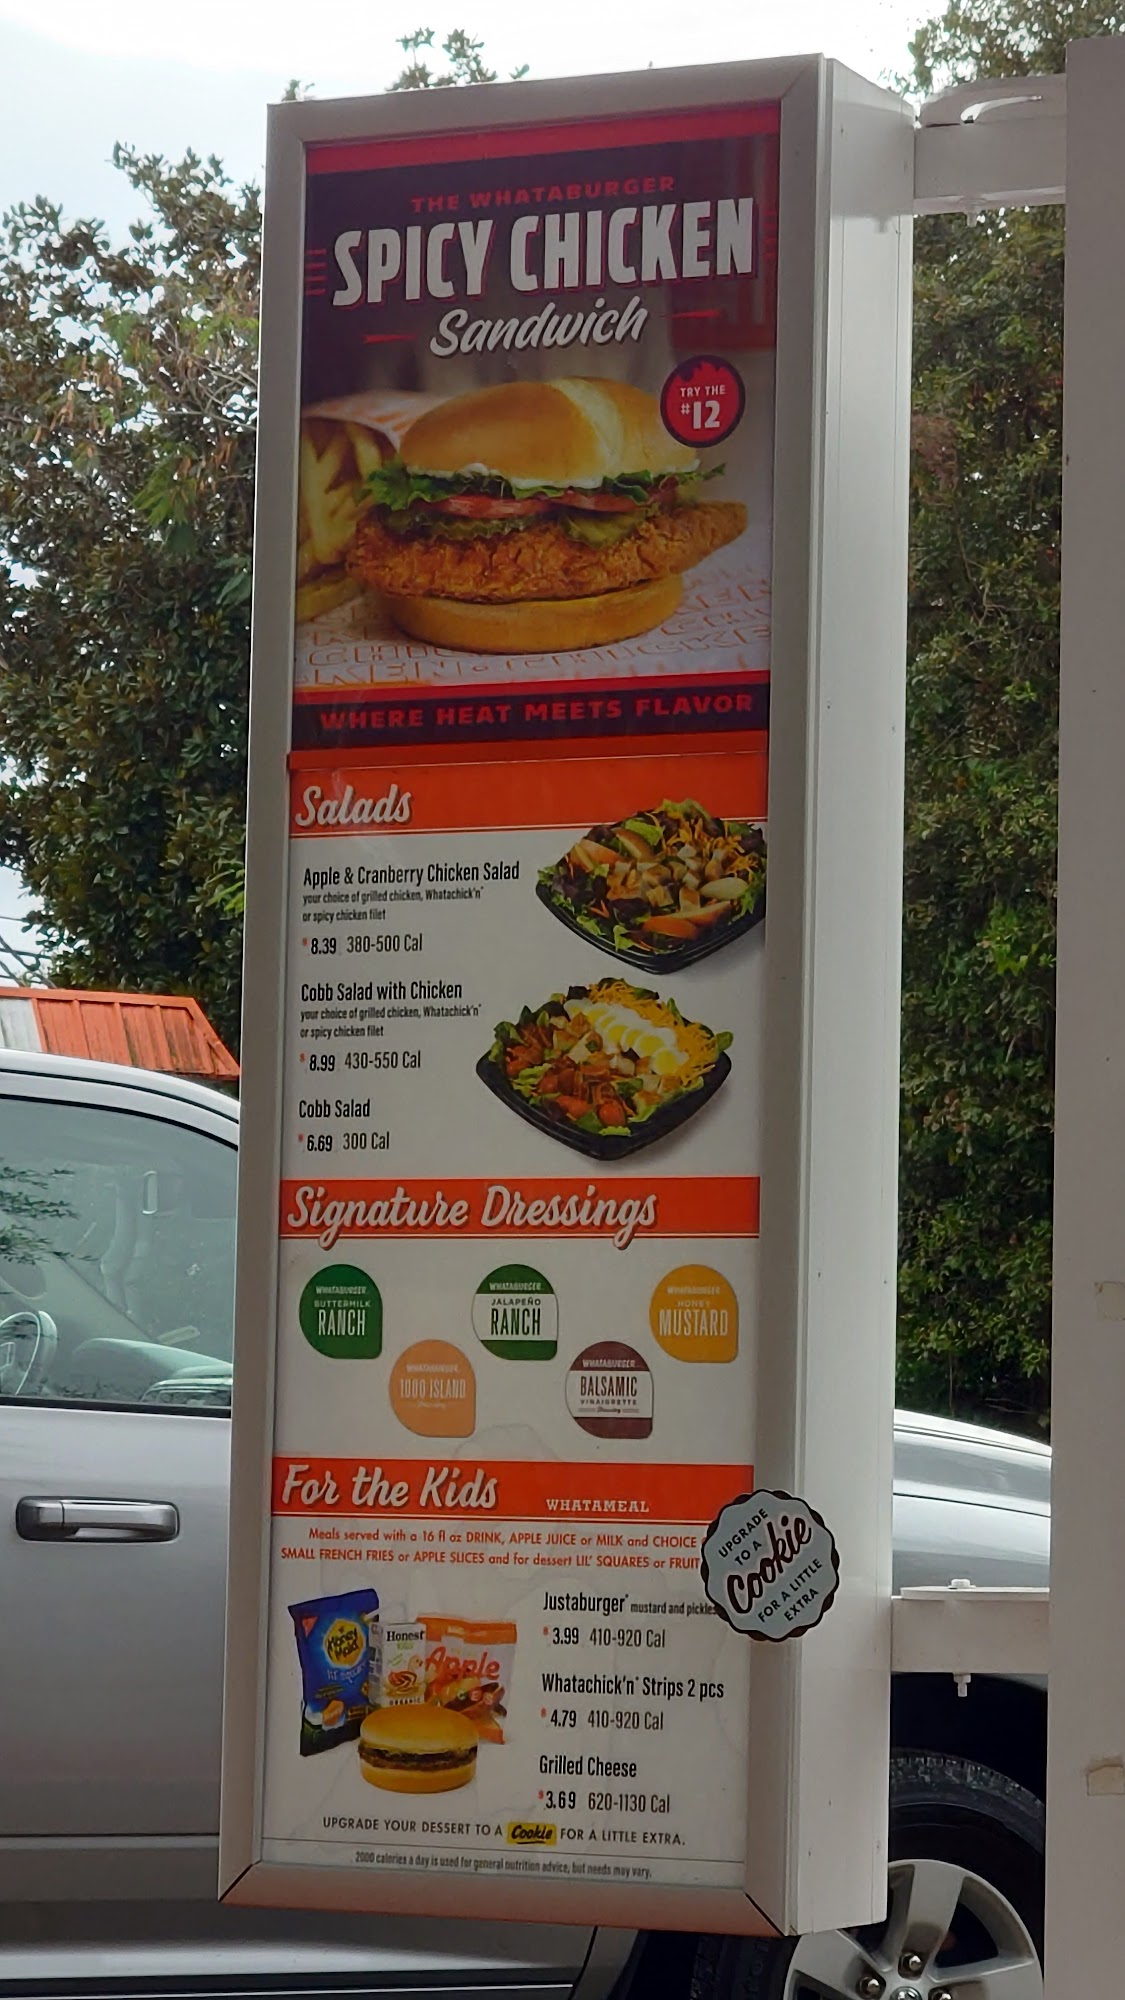 THE WHATABURGER
SPICY CHICKEN
Sandwich
TRY THE
#12
WHERE HEAT MEETS FLAVOR
Salads
Apple & Cranberry Chicken Salad
your choice of grilled chicken, Whatachick'n®
or spicy chicken filet
$8.39 380-500 Cal
Cobb Salad with Chicken
your choice of grilled chicken, Whatachick'n®
or spicy chicken filet
$8.99 430-550 Cal
Cobb Salad
$6.69 300 Cal
Signature Dressings
WHATABURGER
BUTTERMILK
RANCH
WHATABURGER
JALAPEÑO
RANCH
WHATABURGER
HONEY
MUSTARD
WHATABURGER
1000 ISLAND
Dressing
WHATABURGER
BALSAMIC
VINAIGRETTE
Dressing
For the Kids WHATAMEAL
Meals served with a 16 fl oz DRINK, APPLE JUICE or MILK and CHOICE
SMALL FRENCH FRIES or APPLE SLICES and for dessert LIL' SQUARES or FRUIT
UPGRADE
TO A
Cookie
FOR A LITTLE
EXTRA
Honey
Maid
Lil' Squares
Honest
KIDS
ORGANIC
Apple
Justaburger® mustard and pickles
$3.99 410-920 Cal
Whatachick'n® Strips 2 pcs
$4.79 410-920 Cal
Grilled Cheese
$3.69 620-1130 Cal
UPGRADE YOUR DESSERT TO A Cookie FOR A LITTLE EXTRA.
2000 calories a day is used for general nutrition advice, but needs may vary.